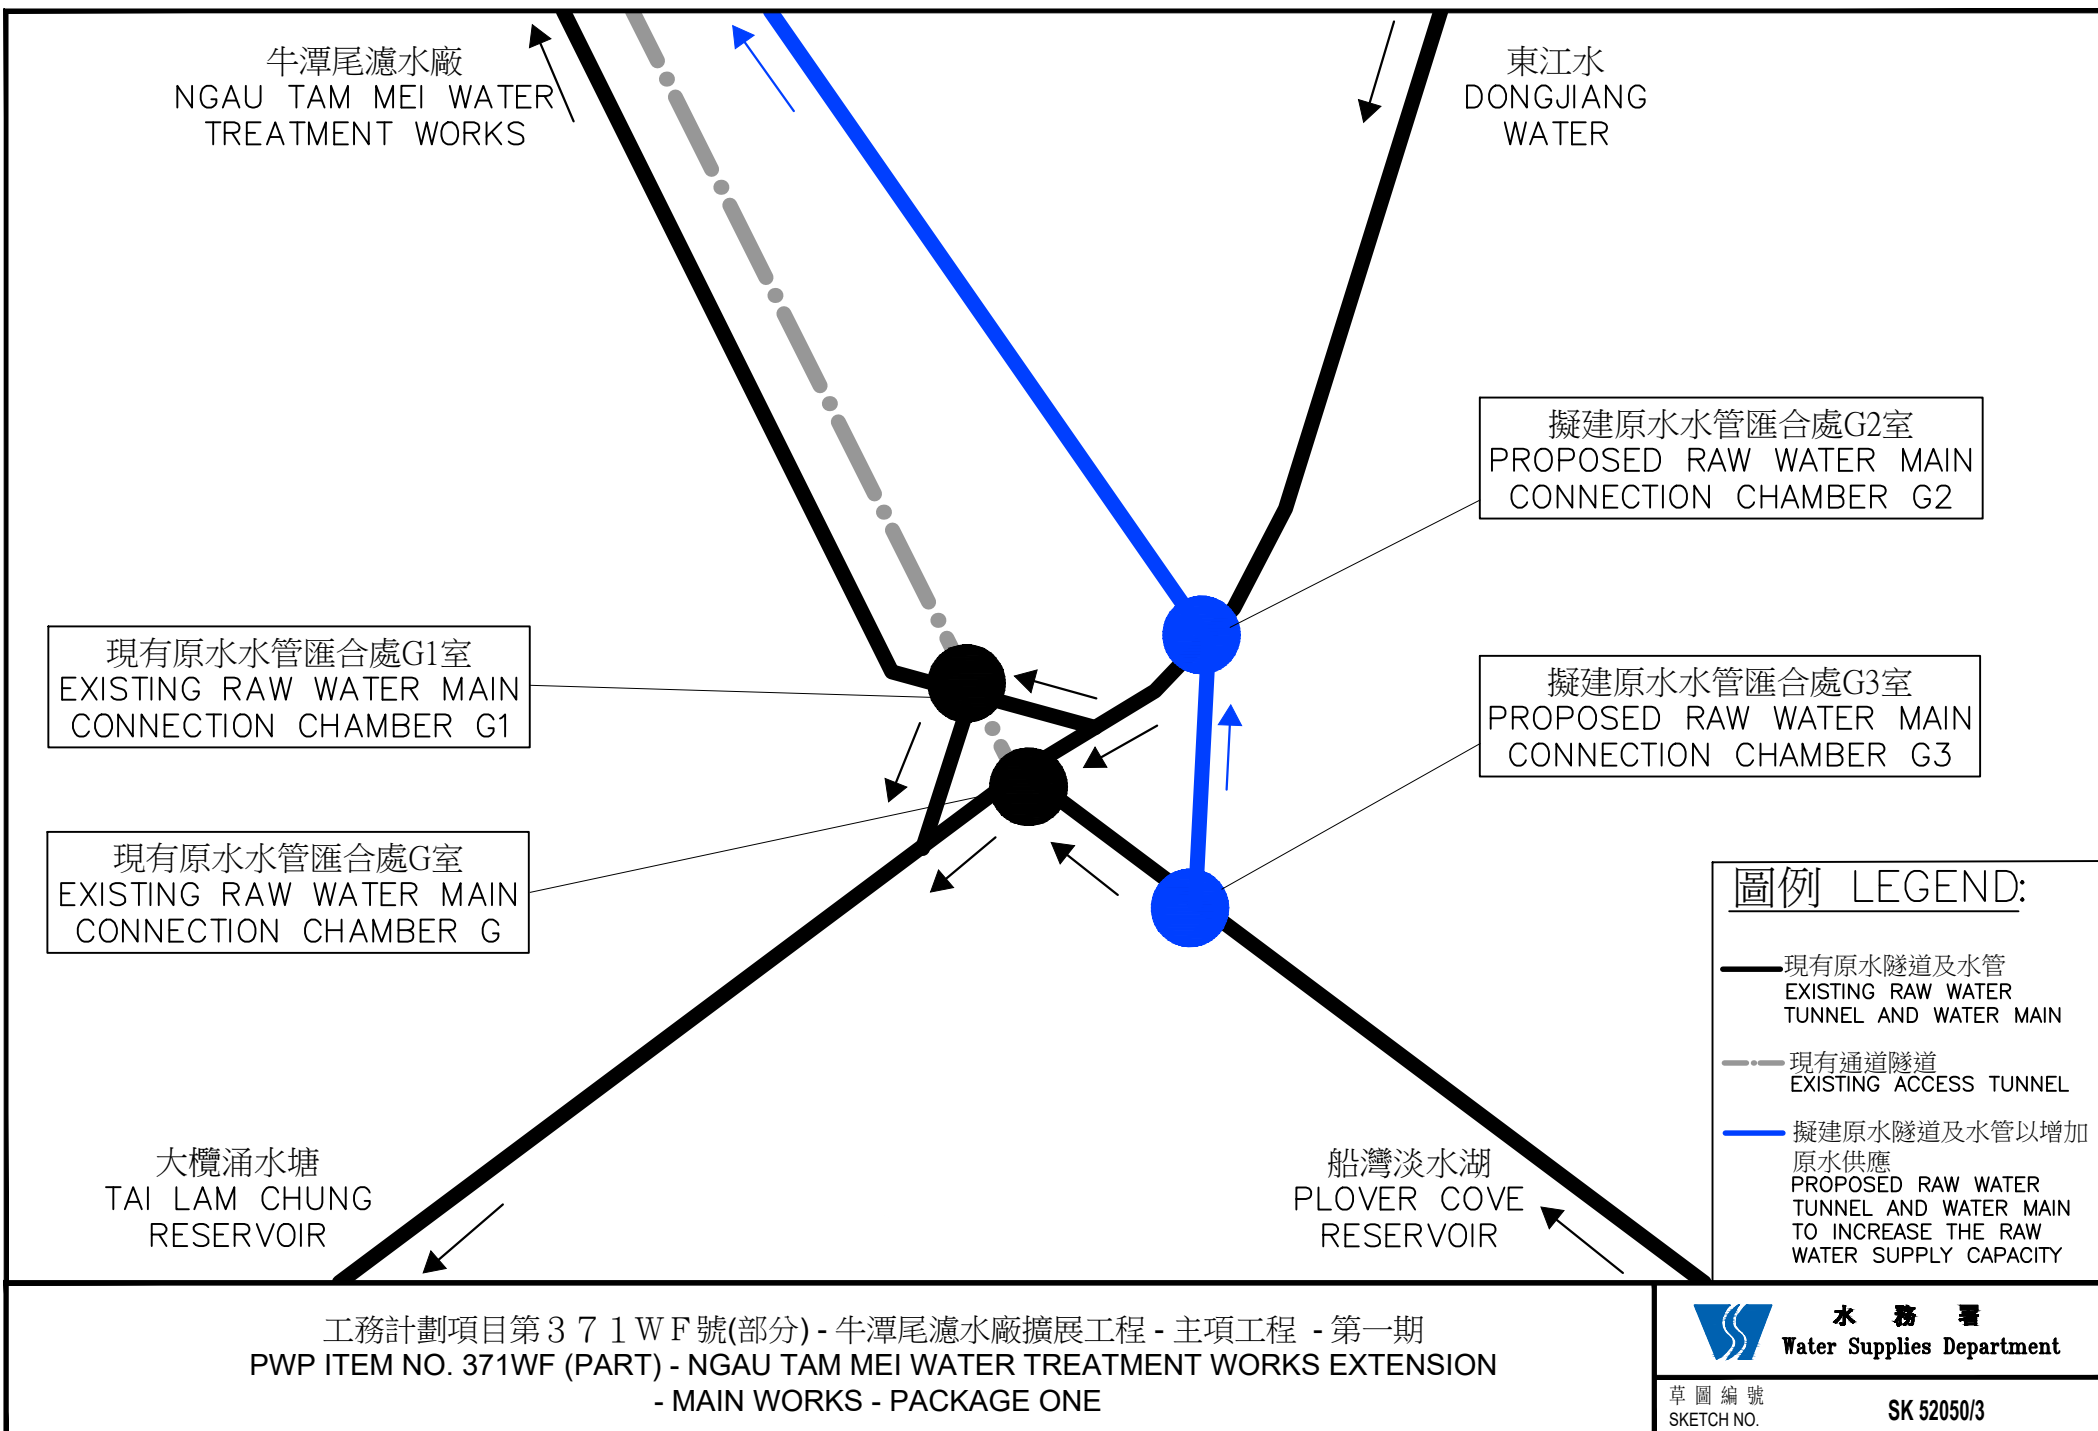 牛潭尾濾水廠
NGAU TAM MEI WATER
TREATMENT WORKS
東江水
DONGJIANG
WATER
擬建原水水管匯合處G2室
PROPOSED RAW WATER MAIN
CONNECTION CHAMBER G2
現有原水水管匯合處G1室
EXISTING RAW WATER MAIN
CONNECTION CHAMBER G1
擬建原水水管匯合處G3室
PROPOSED RAW WATER MAIN
CONNECTION CHAMBER G3
現有原水水管匯合處G室
EXISTING RAW WATER MAIN
CONNECTION CHAMBER G
圖例 LEGEND:
現有原水隧道及水管
EXISTING RAW WATER
TUNNEL AND WATER MAIN
現有通道隧道
EXISTING ACCESS TUNNEL
擬建原水隧道及水管以增加
原水供應
PROPOSED RAW WATER
TUNNEL AND WATER MAIN
TO INCREASE THE RAW
WATER SUPPLY CAPACITY
大欖涌水塘
TAI LAM CHUNG
RESERVOIR
船灣淡水湖
PLOVER COVE
RESERVOIR
工務計劃項目第３７１ＷＦ號(部分) - 牛潭尾濾水廠擴展工程 - 主項工程 - 第一期
PWP ITEM NO. 371WF (PART) - NGAU TAM MEI WATER TREATMENT WORKS EXTENSION
- MAIN WORKS - PACKAGE ONE
水務署
Water Supplies Department
草圖編號
SKETCH NO.
SK 52050/3